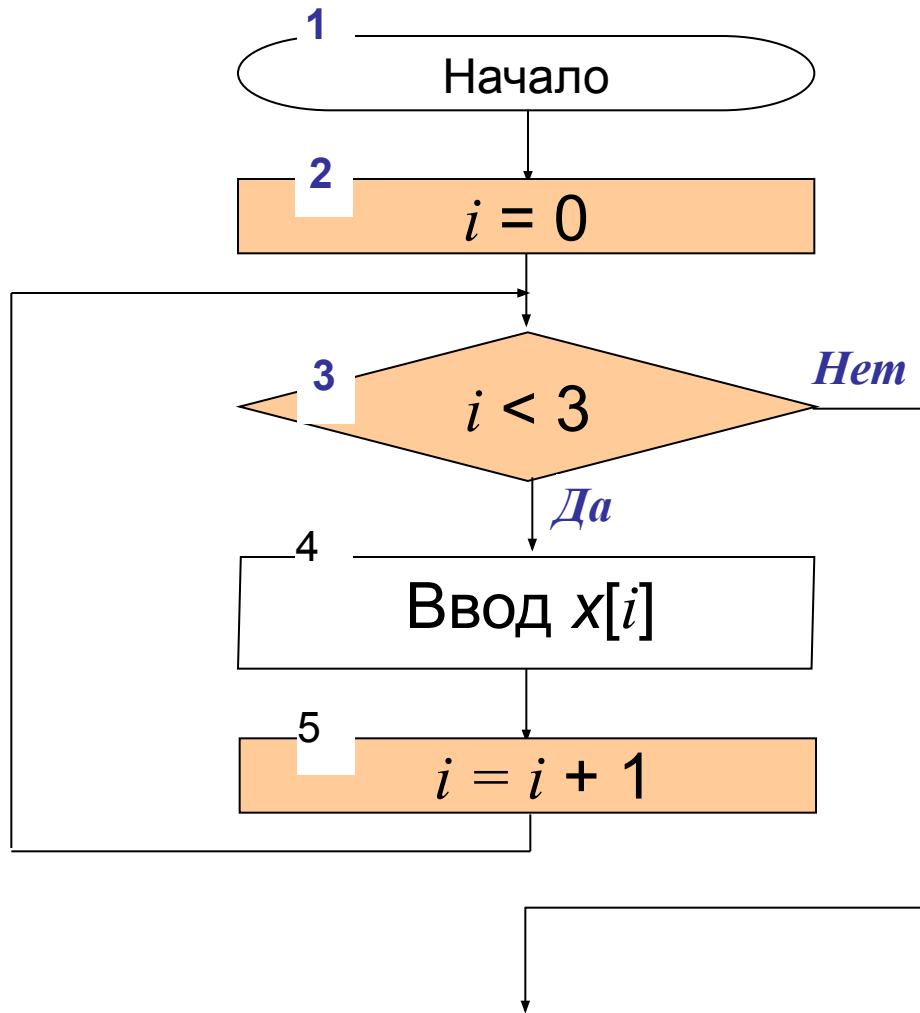 1
Начало
2
i = 0
3
i < 3
Нет
Да
4
Ввод x[i]
5
i = i + 1